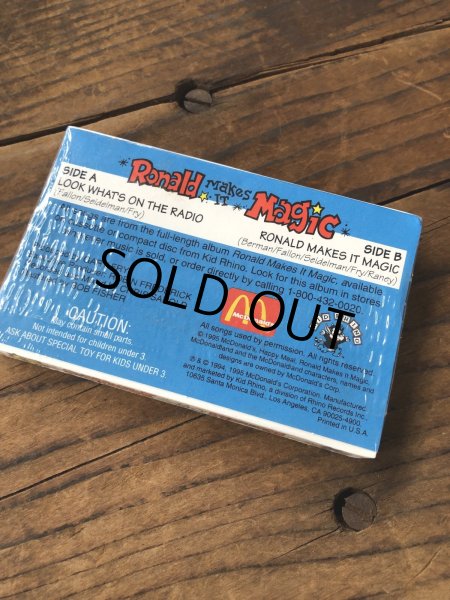 Ronald makes
IT Magic
SIDE A
LOOK WHAT'S ON THE RADIO
(Fallon/Seidelman/Fry)
SIDE B
RONALD MAKES IT MAGIC
(Berman/Fallon/Seidelman/Fry/Raney)
are from the full-length album Ronald Makes It Magic, available
or compact disc from Kid Rhino. Look for this album in stores
music is sold, or order directly by calling 1-800-432-0020.
FREDERICK
BOB FISHER
SOLD OUT
CAUTION:
May contain small parts.
Not intended for children under 3.
ASK ABOUT SPECIAL TOY FOR KIDS UNDER 3.
McDonald's
All songs used by permission. All rights reserved.
© 1995 McDonald's, Happy Meal, Ronald Makes It Magic,
McDonaldland and the McDonaldland characters, names and
designs are owned by McDonald's Corp.
℗ & © 1994, 1995 McDonald's Corporation. Manufactured
and marketed by Kid Rhino, a division of Rhino Records Inc.,
10635 Santa Monica Blvd., Los Angeles, CA 90025-4900.
Printed in U.S.A.